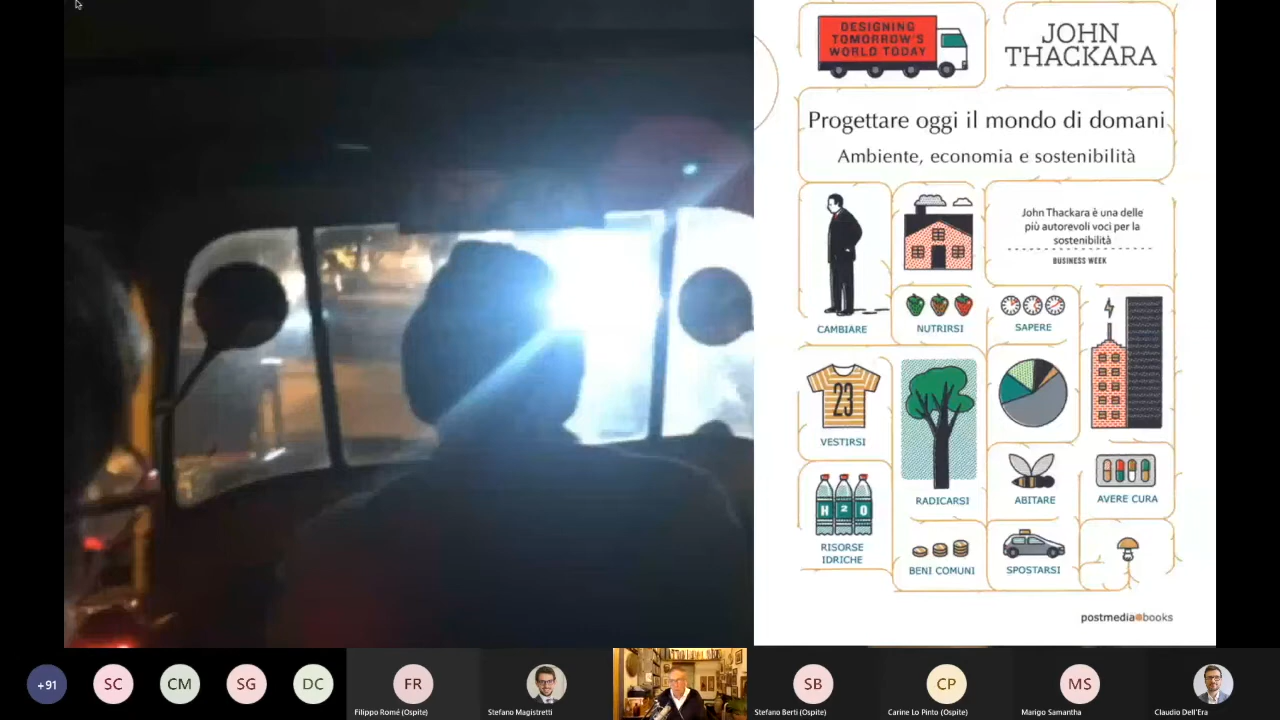 DESIGNING
TOMORROW'S
WORLD TODAY
JOHN
THACKARA
Progettare oggi il mondo di domani
Ambiente, economia e sostenibilità
John Thackara è una delle
più autorevoli voci per la
sostenibilità
BUSINESS WEEK
CAMBIARE
NUTRIRSI
SAPERE
23
VESTIRSI
RADICARSI
ABITARE
AVERE CURA
H2O
RISORSE
IDRICHE
BENI COMUNI
SPOSTARSI
postmedia books
+91
SC
CM
SG
DC
FR
Filippo Romé (Ospite)
Stefano Magistretti
SB
Stefano Berti (Ospite)
CP
Carine Lo Pinto (Ospite)
MS
Marigo Samantha
Claudio Dell'Era